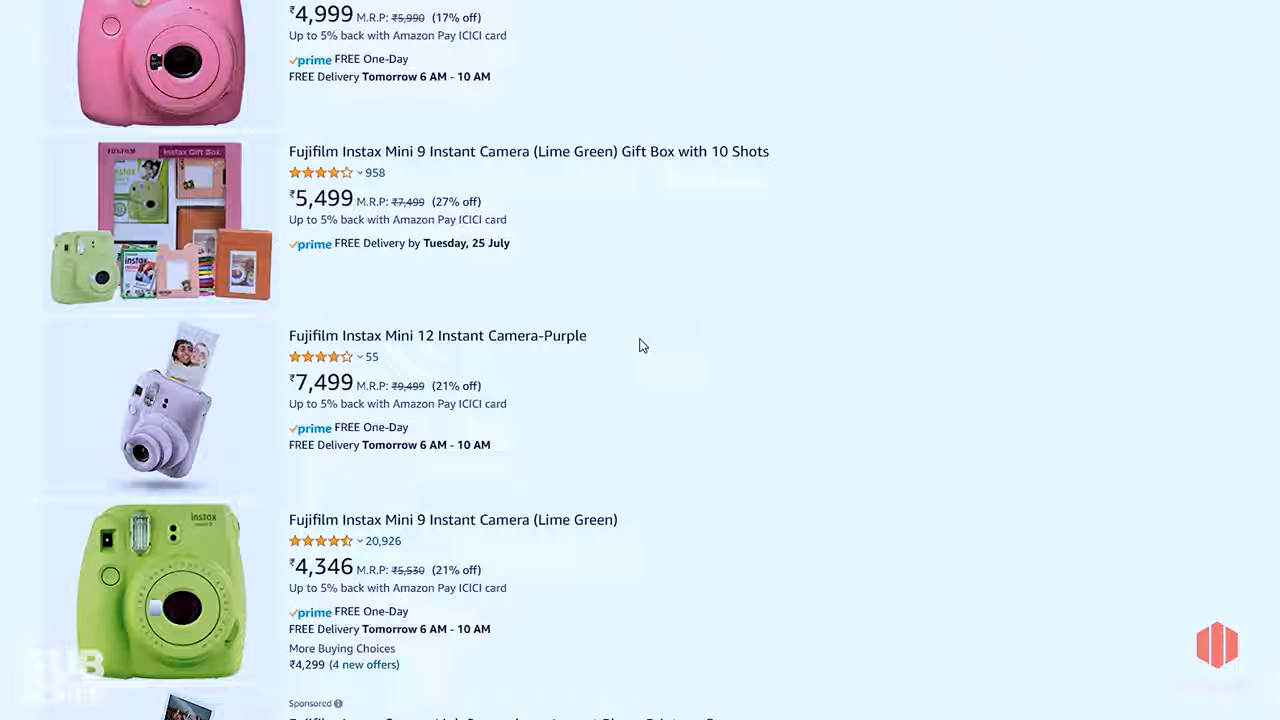 ₹4,999 M.R.P: ₹5,990 (17% off)
Up to 5% back with Amazon Pay ICICI card
prime FREE One-Day
FREE Delivery Tomorrow 6 AM - 10 AM
FUJIFILM Instax Gift Box
instax
instax
Fujifilm Instax Mini 9 Instant Camera (Lime Green) Gift Box with 10 Shots
958
₹5,499 M.R.P: ₹7,499 (27% off)
Up to 5% back with Amazon Pay ICICI card
prime FREE Delivery by Tuesday, 25 July
Fujifilm Instax Mini 12 Instant Camera-Purple
55
₹7,499 M.R.P: ₹9,499 (21% off)
Up to 5% back with Amazon Pay ICICI card
prime FREE One-Day
FREE Delivery Tomorrow 6 AM - 10 AM
instax
Fujifilm Instax Mini 9 Instant Camera (Lime Green)
20,926
₹4,346 M.R.P: ₹5,530 (21% off)
Up to 5% back with Amazon Pay ICICI card
prime FREE One-Day
FREE Delivery Tomorrow 6 AM - 10 AM
More Buying Choices
₹4,299 (4 new offers)
Sponsored